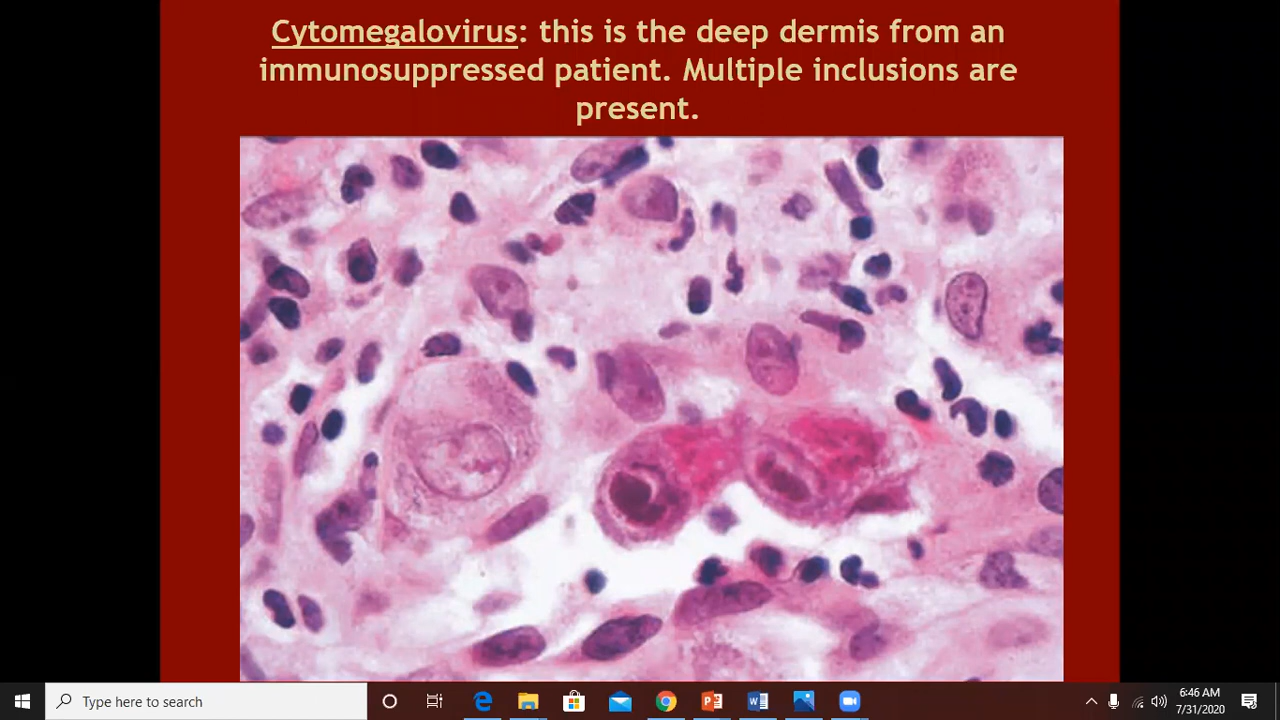 Cytomegalovirus: this is the deep dermis from an
immunosuppressed patient. Multiple inclusions are
present.
Type here to search
6:46 AM
7/31/2020